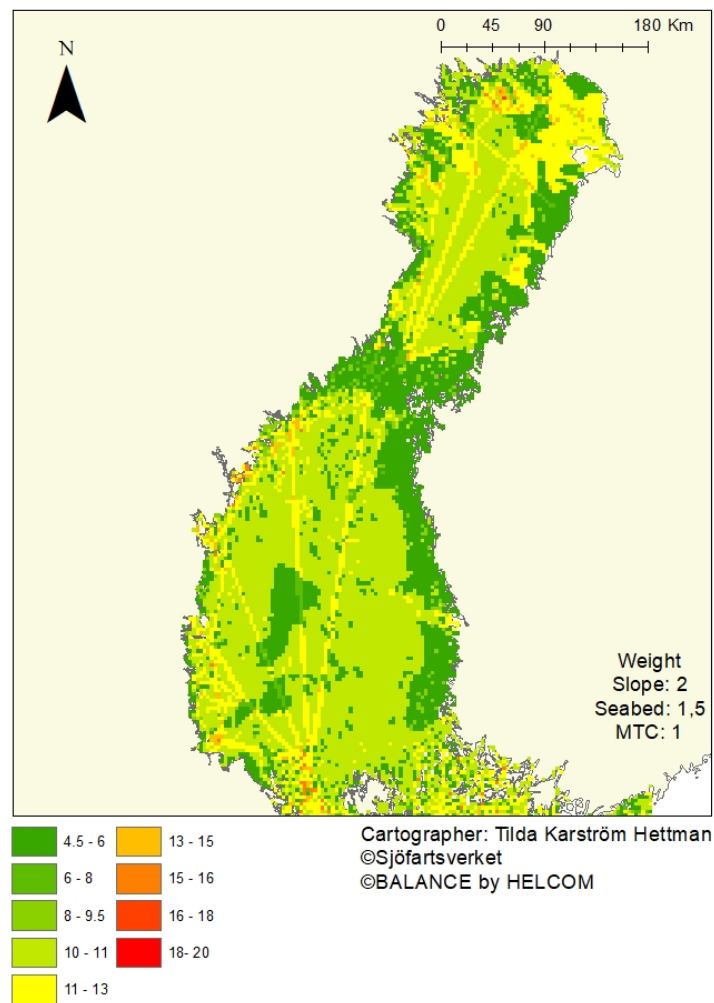 0 45 90 180 Km
N
Weight
Slope: 2
Seabed: 1,5
MTC: 1
4.5 - 6
6 - 8
8 - 9.5
10 - 11
11 - 13
13 - 15
15 - 16
16 - 18
18- 20
Cartographer: Tilda Karström Hettman
©Sjöfartsverket
©BALANCE by HELCOM